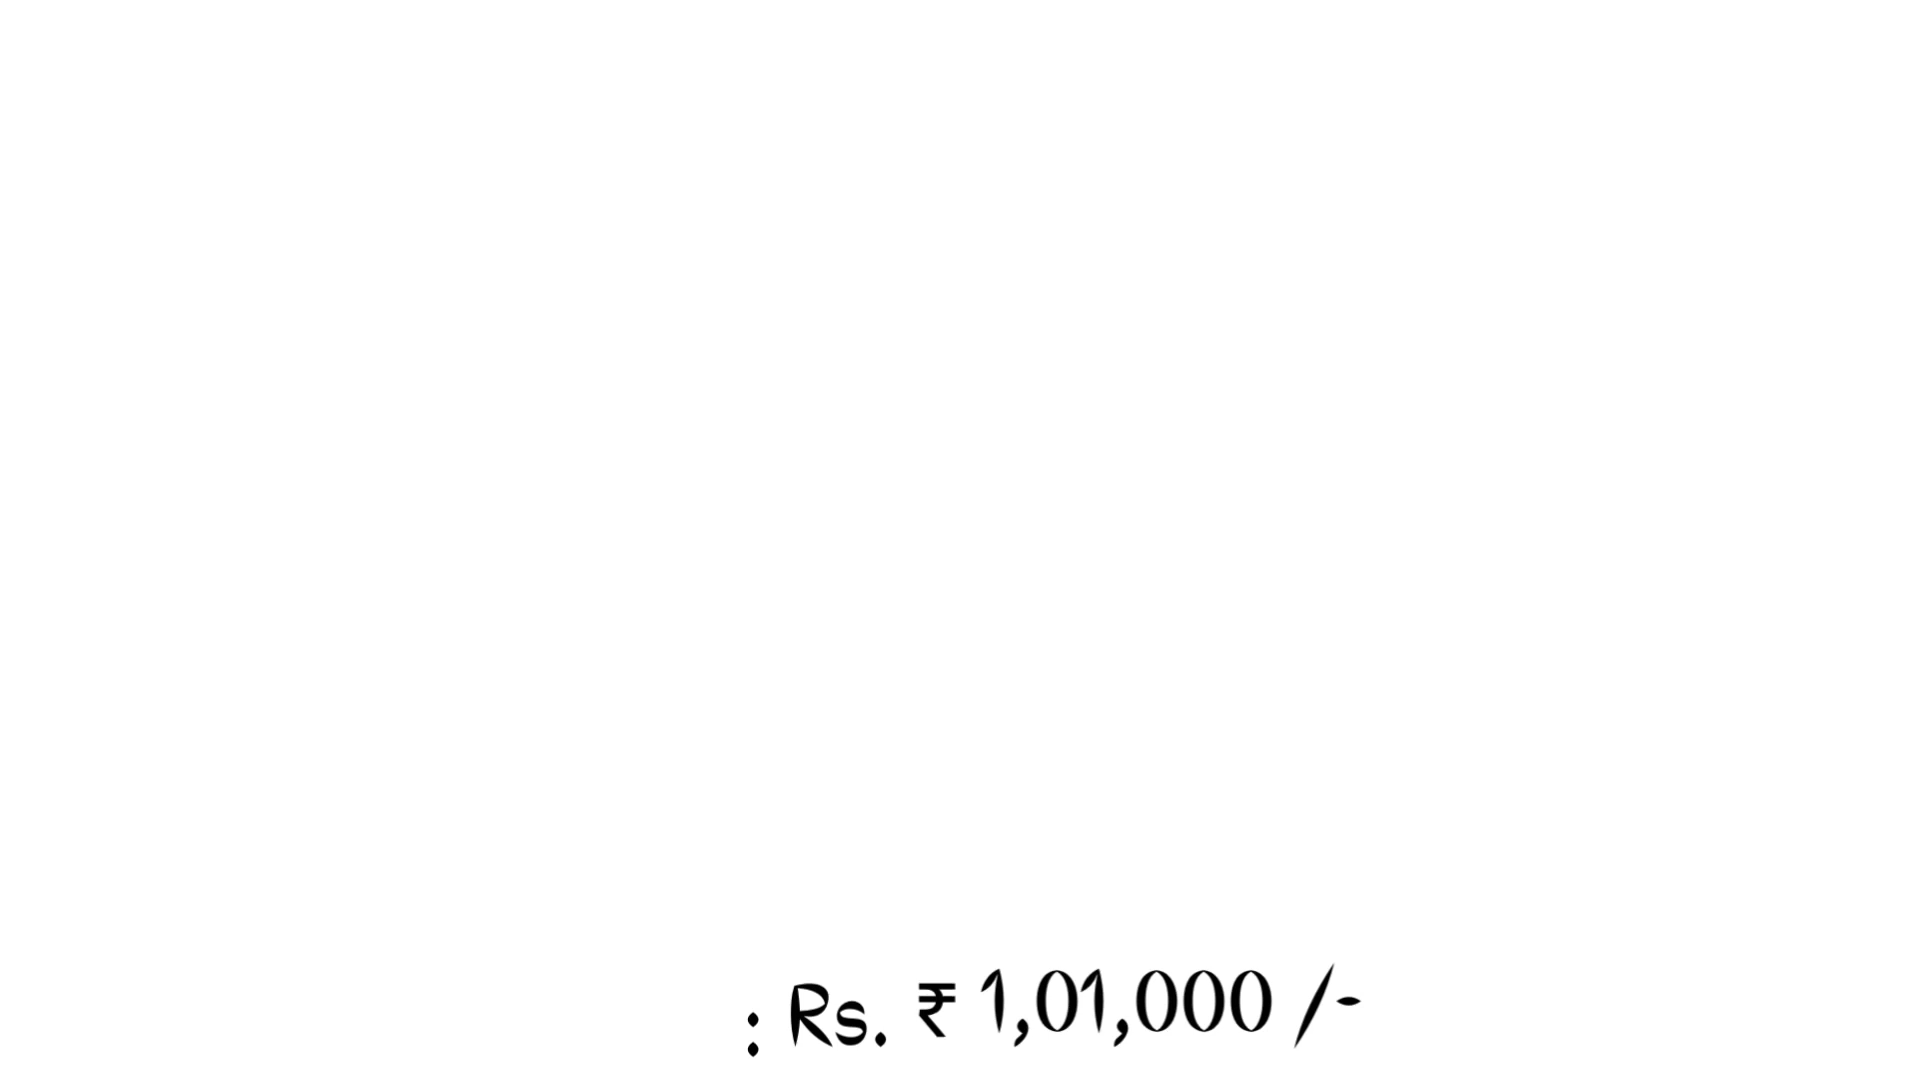 : Rs. ₹ 1,01,000 /-